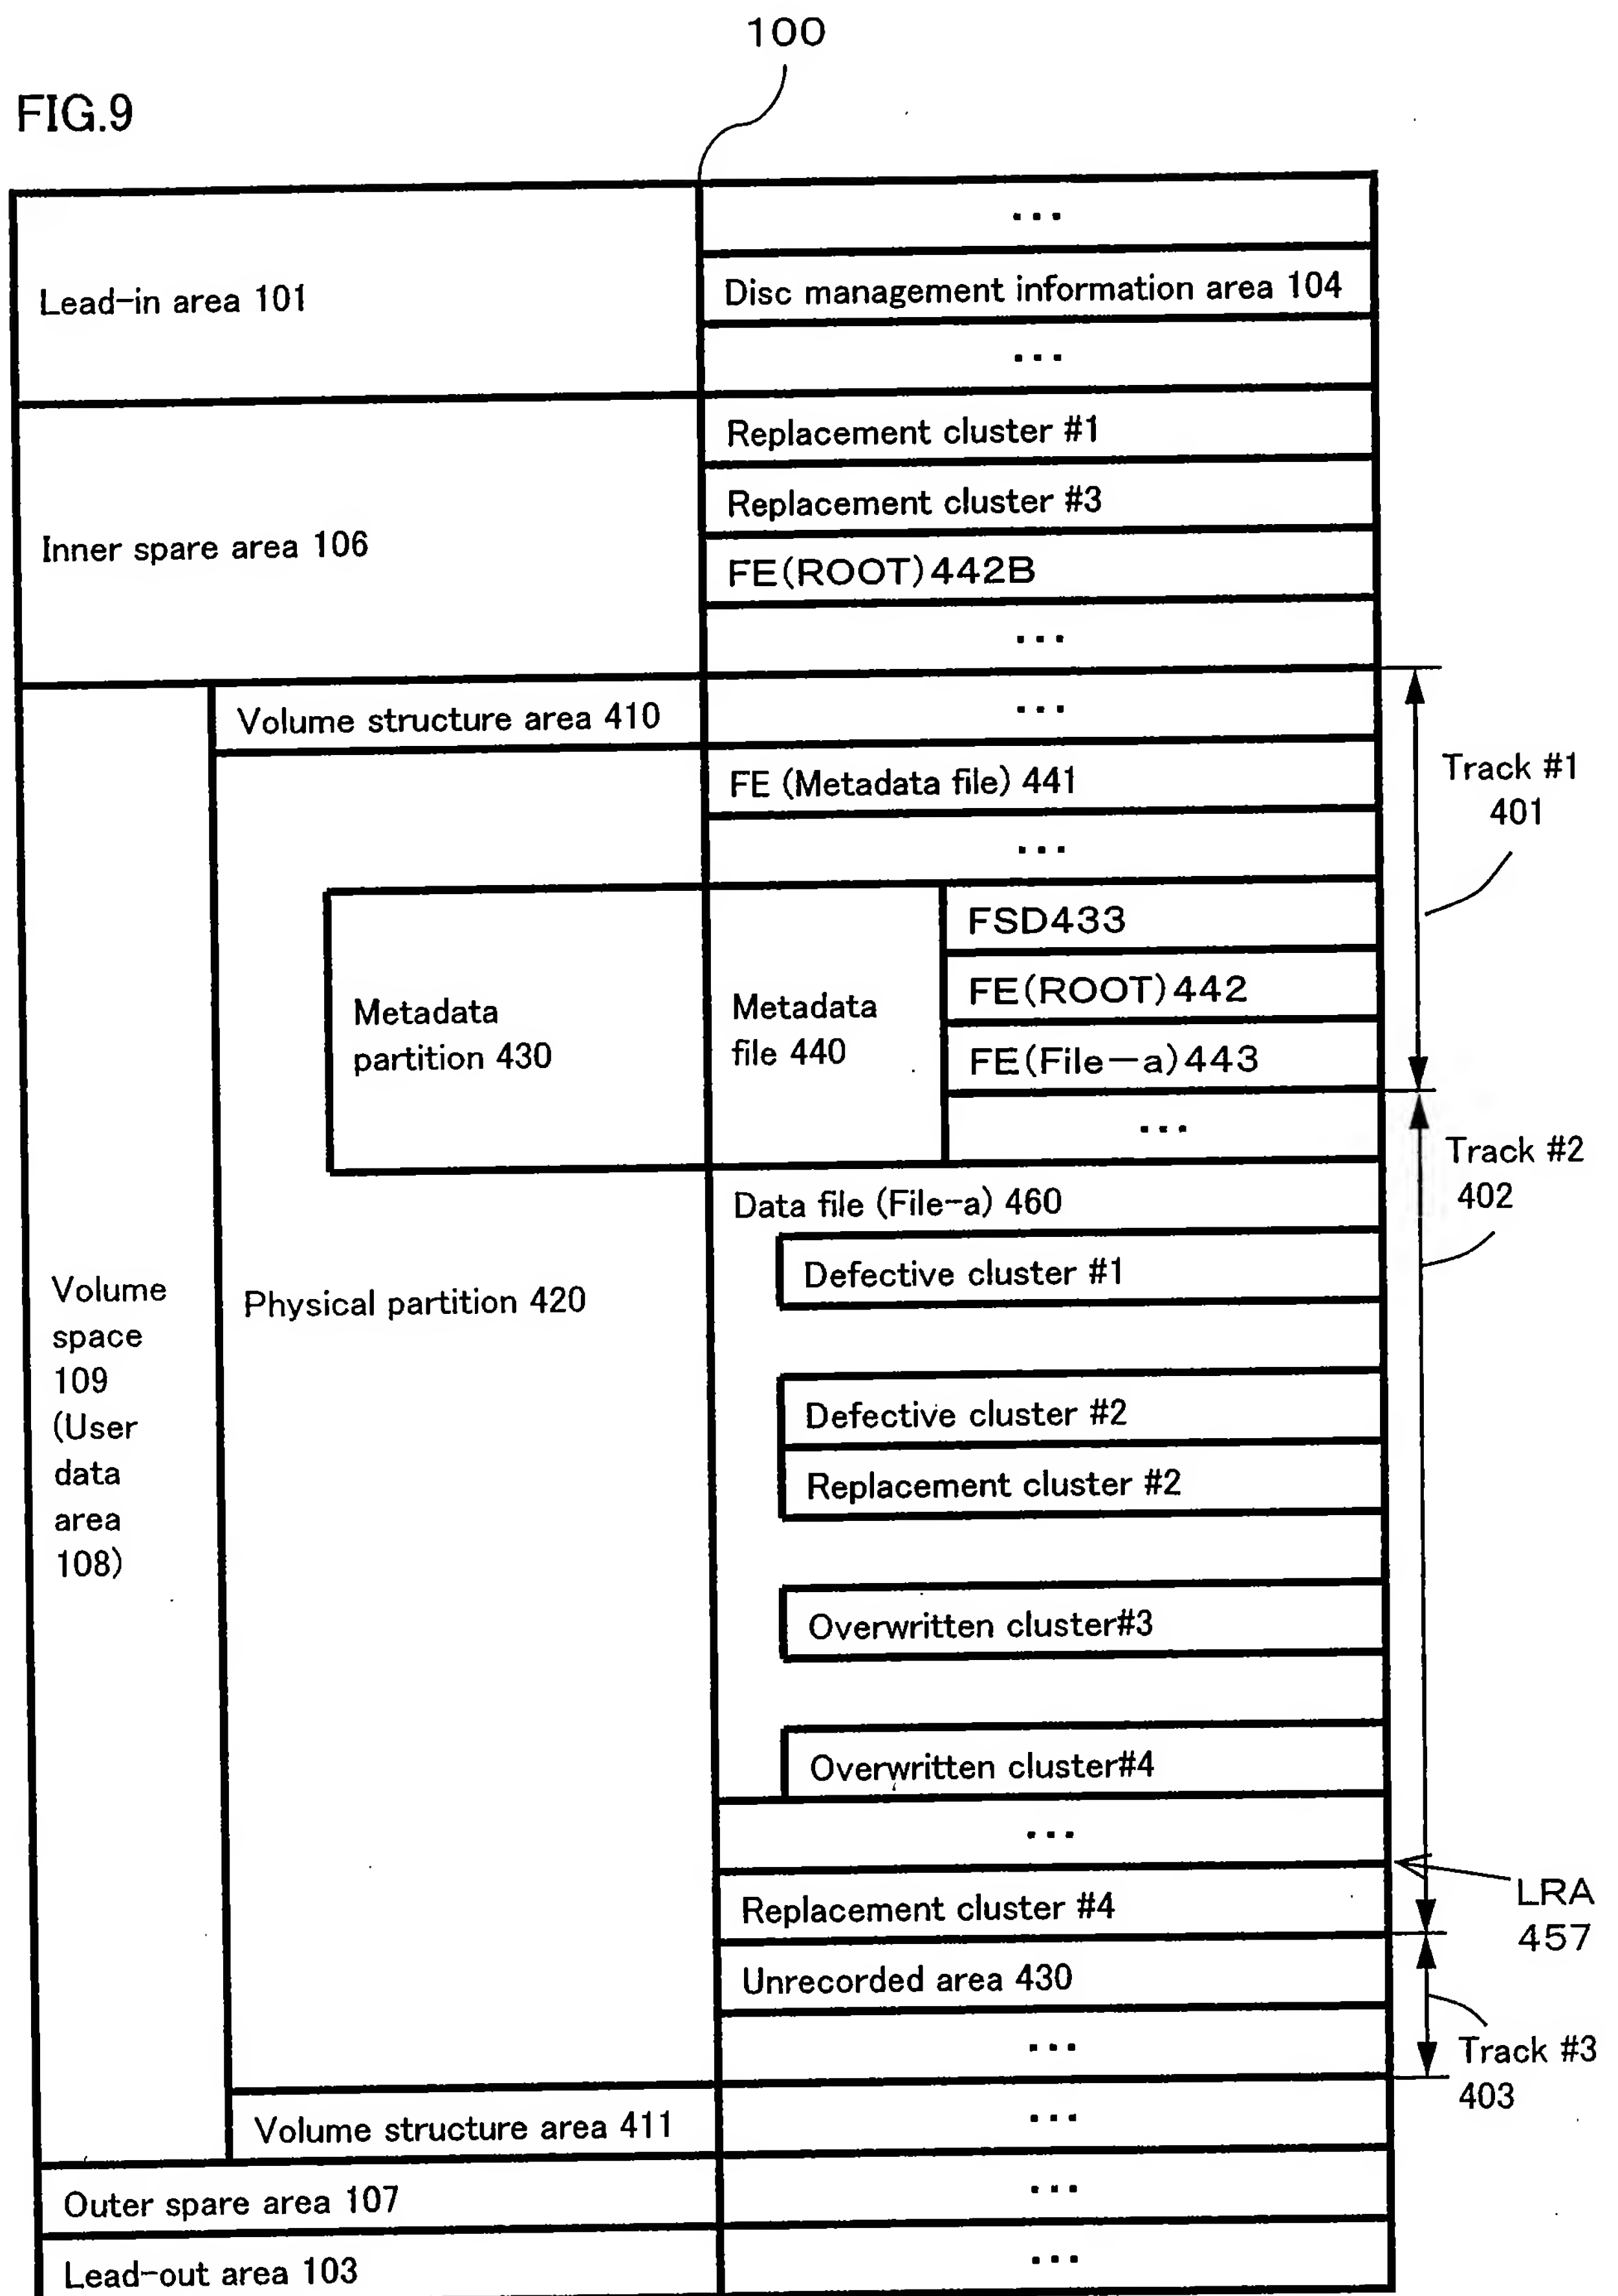 100
FIG.9
...
Lead-in area 101
Disc management information area 104
...
Replacement cluster #1
Replacement cluster #3
Inner spare area 106
FE(ROOT)442B
...
Volume structure area 410
...
FE (Metadata file) 441
Track #1
401
...
FSD433
Metadata
partition 430
Metadata
file 440
FE(ROOT)442
FE(File-a)443
...
Track #2
402
Data file (File-a) 460
Defective cluster #1
Volume
space
109
(User
data
area
108)
Physical partition 420
Defective cluster #2
Replacement cluster #2
Overwritten cluster#3
Overwritten cluster#4
...
Replacement cluster #4
LRA
457
Unrecorded area 430
...
Track #3
403
Volume structure area 411
...
Outer spare area 107
...
Lead-out area 103
...